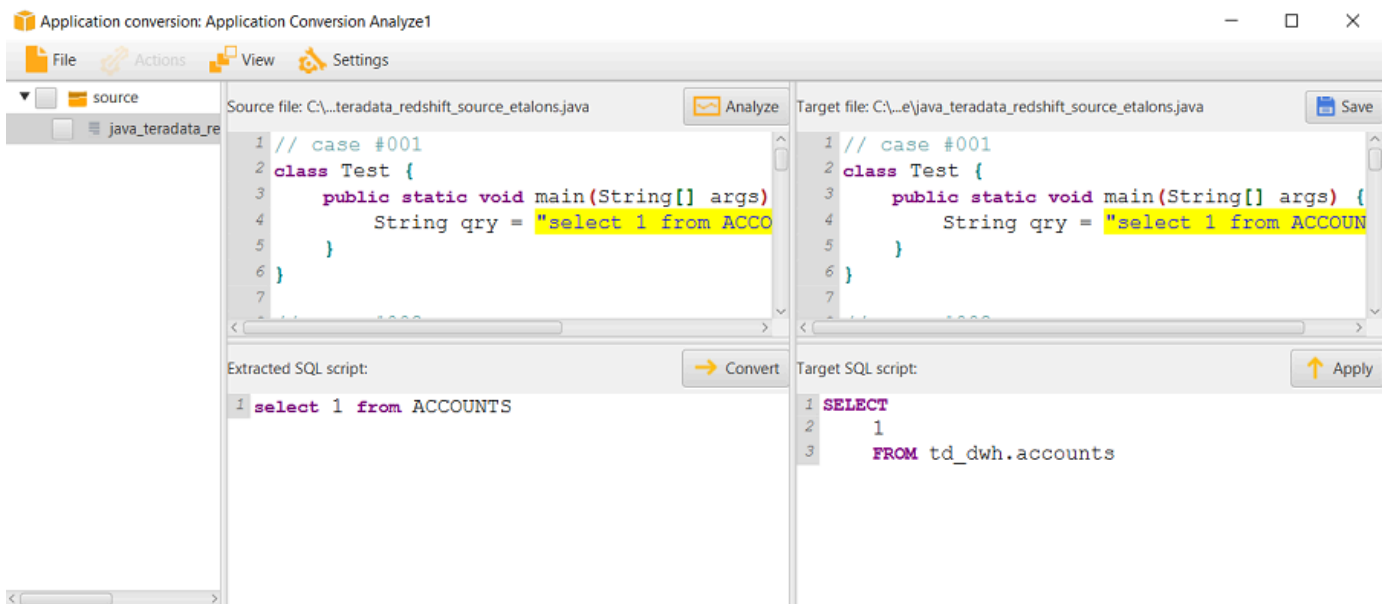 Application conversion: Application Conversion Analyze1
File Actions View Settings
source
java_teradata_re
Source file: C:\...teradata_redshift_source_etalons.java
Analyze
1 // case #001
2 class Test {
3 public static void main(String[] args)
4 String qry = "select 1 from ACCO
5 }
6 }
7
Extracted SQL script:
Convert
1 select 1 from ACCOUNTS
Target file: C:\...e\java_teradata_redshift_source_etalons.java
Save
1 // case #001
2 class Test {
3 public static void main(String[] args) {
4 String qry = "select 1 from ACCOUN
5 }
6 }
7
Target SQL script:
Apply
1 SELECT
2 1
3 FROM td_dwh.accounts